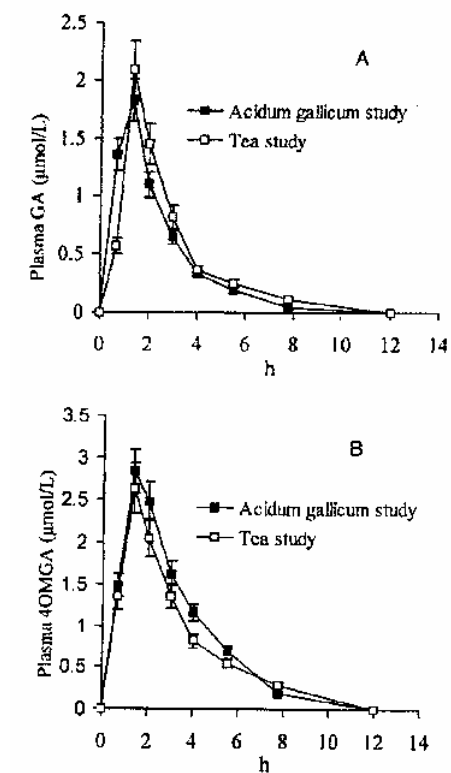 2.5
A
2
Acidum gallicum study
Tea study
1.5
1
0.5
0
Plasma GA (μmol/L)
0 2 4 6 8 10 12 14
h
3.5
B
3
2.5
Acidum gallicum study
Tea study
2
1.5
1
0.5
0
Plasma 4OMGA (μmol/L)
0 2 4 6 8 10 12 14
h